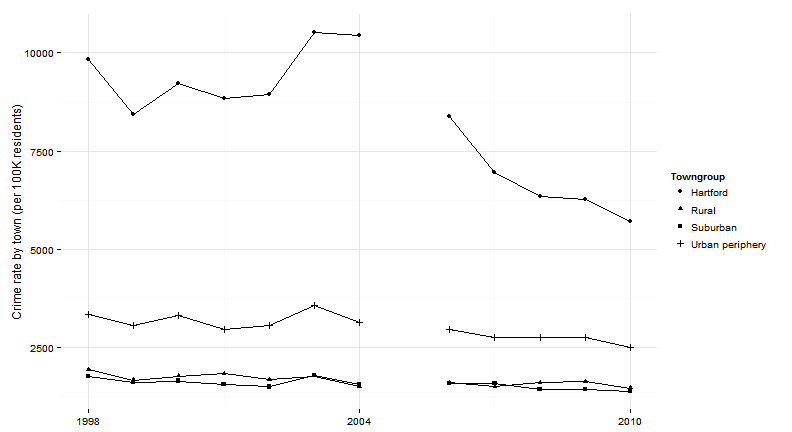 Crime rate by town (per 100K residents)
10000
7500
5000
2500
1998
2004
2010
Towngroup
Hartford
Rural
Suburban
Urban periphery